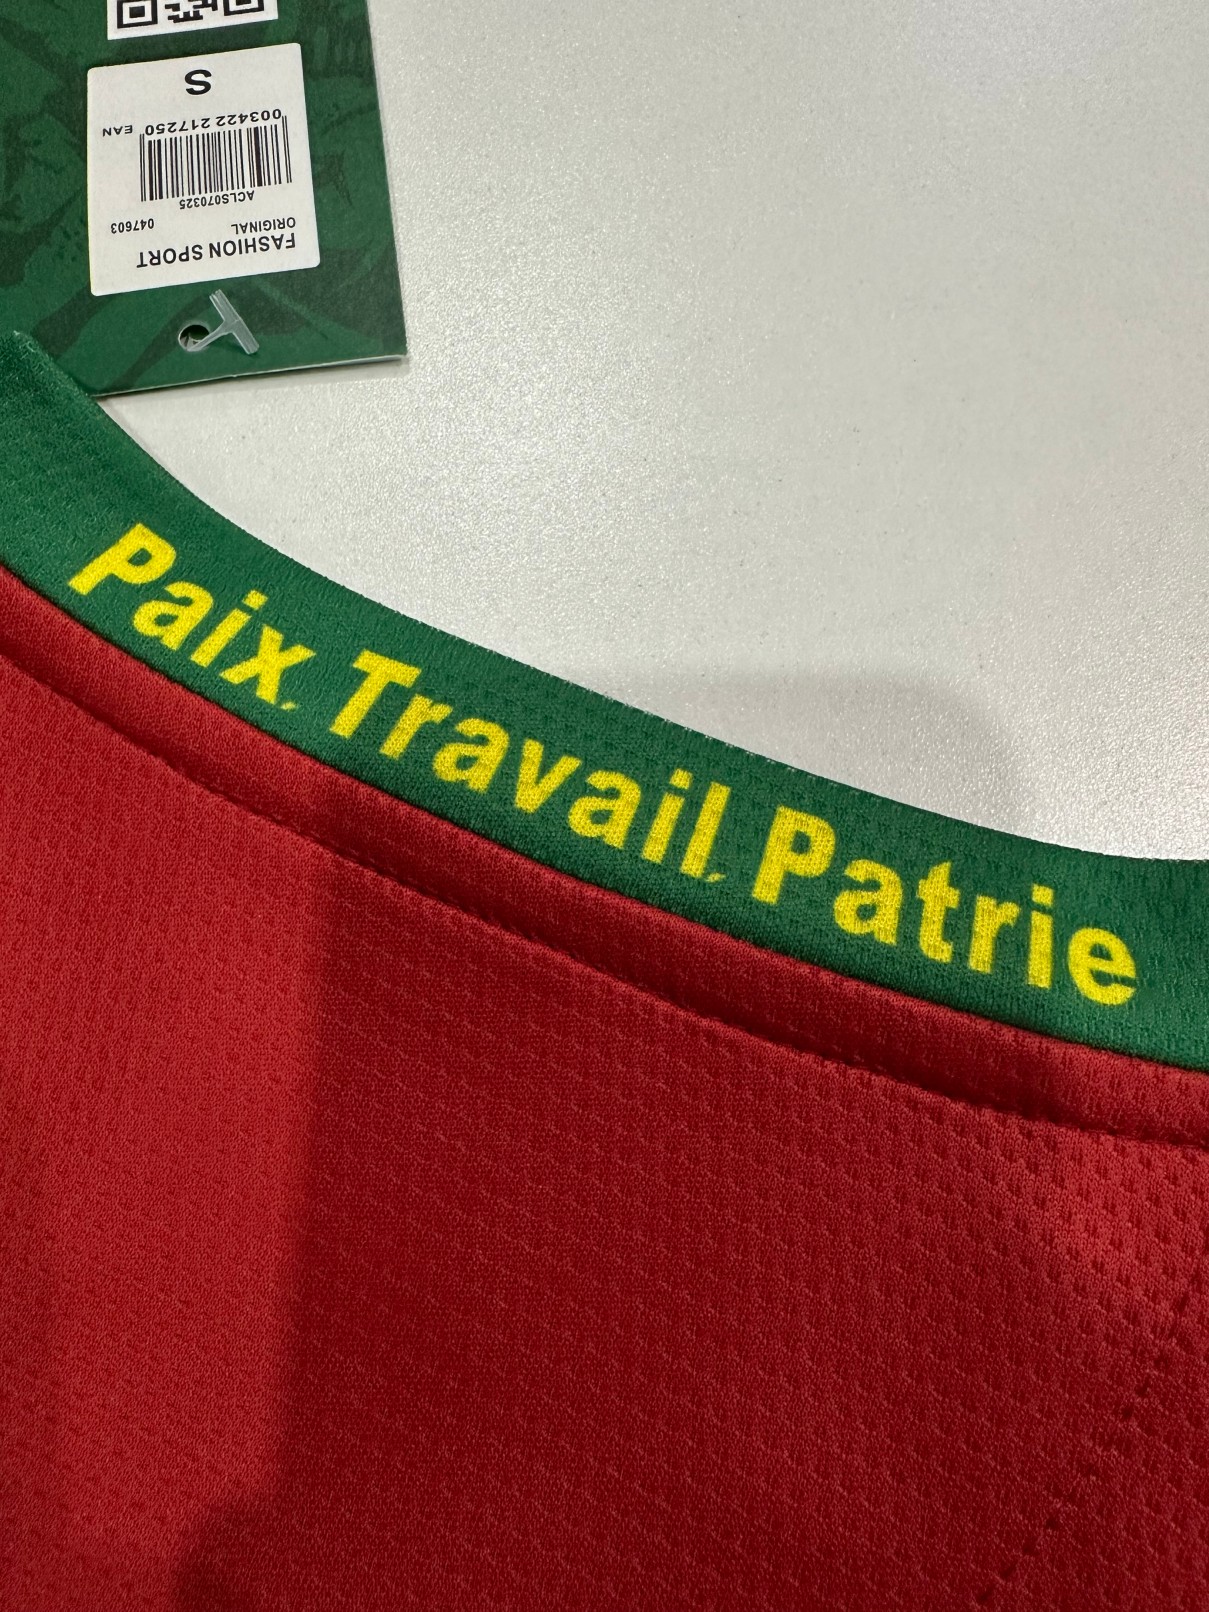 FASHION SPORT
ORIGINAL 047603
ACLS070325
003422 217250 EAN
S
Paix, Travail, Patrie